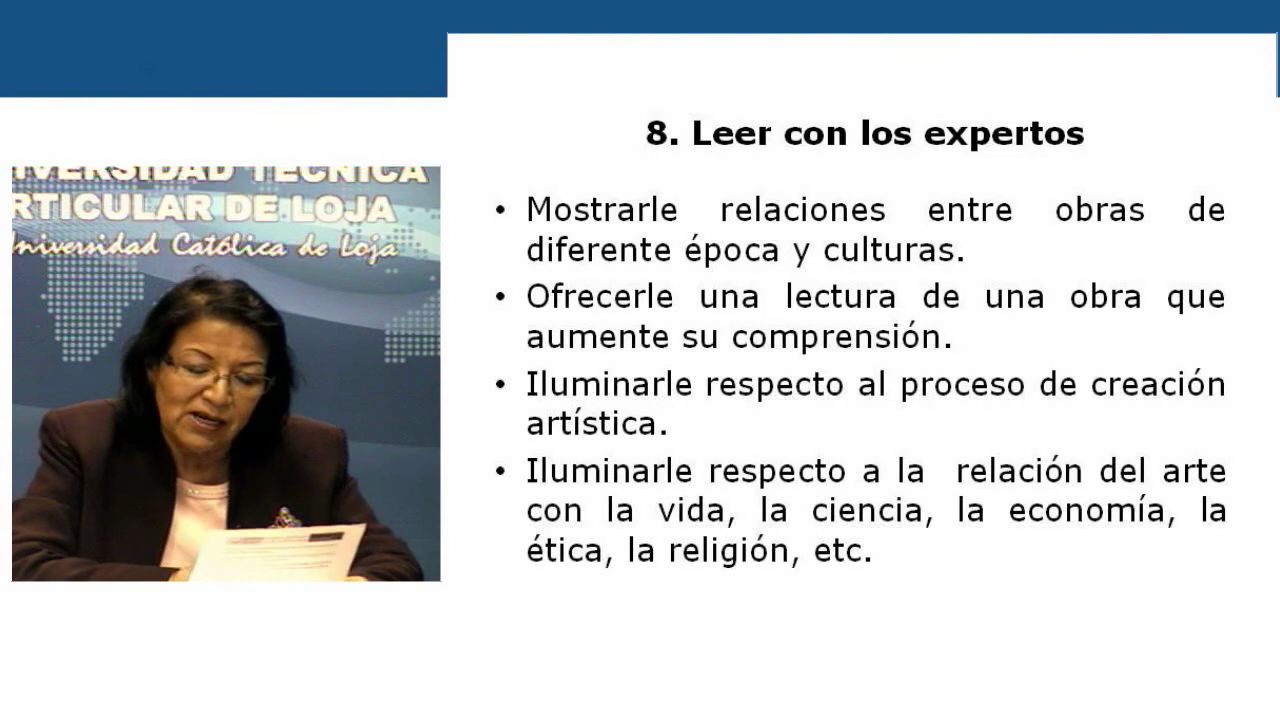 8. Leer con los expertos
IVERSIDAD TECNICA
RTICULAR DE LOJA
niversidad Católica de Loja
• Mostrarle relaciones entre obras de
diferente época y culturas.
• Ofrecerle una lectura de una obra que
aumente su comprensión.
• Iluminarle respecto al proceso de creación
artística.
• Iluminarle respecto a la relación del arte
con la vida, la ciencia, la economía, la
ética, la religión, etc.